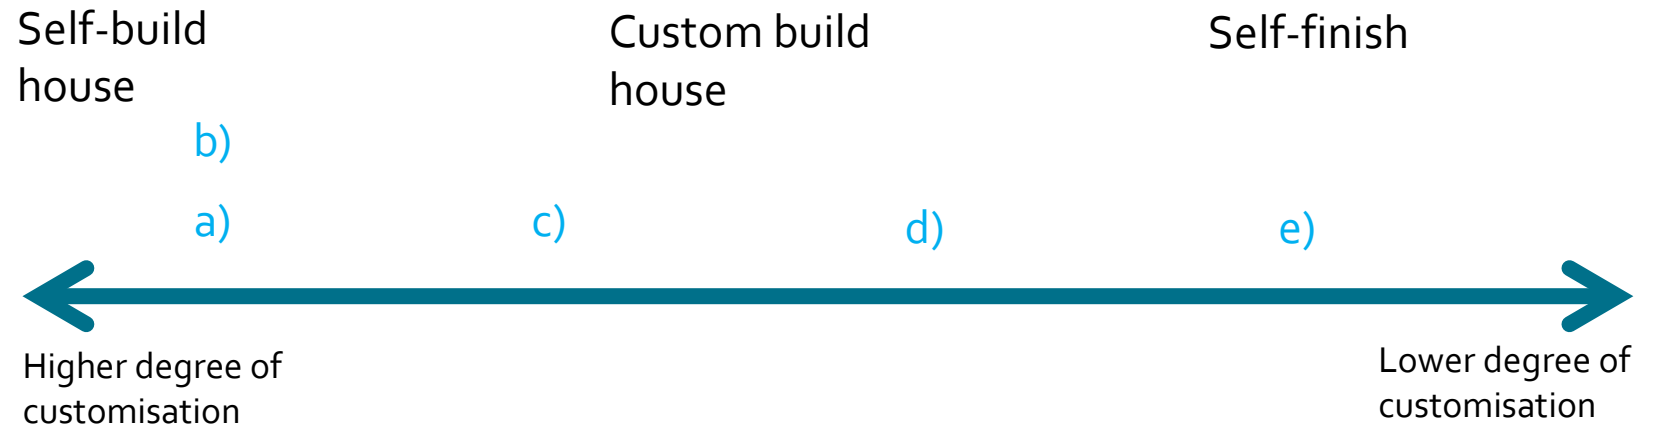 Self-build
house
Custom build
house
Self-finish
b)
a)
c)
d)
e)
Higher degree of
customisation
Lower degree of
customisation